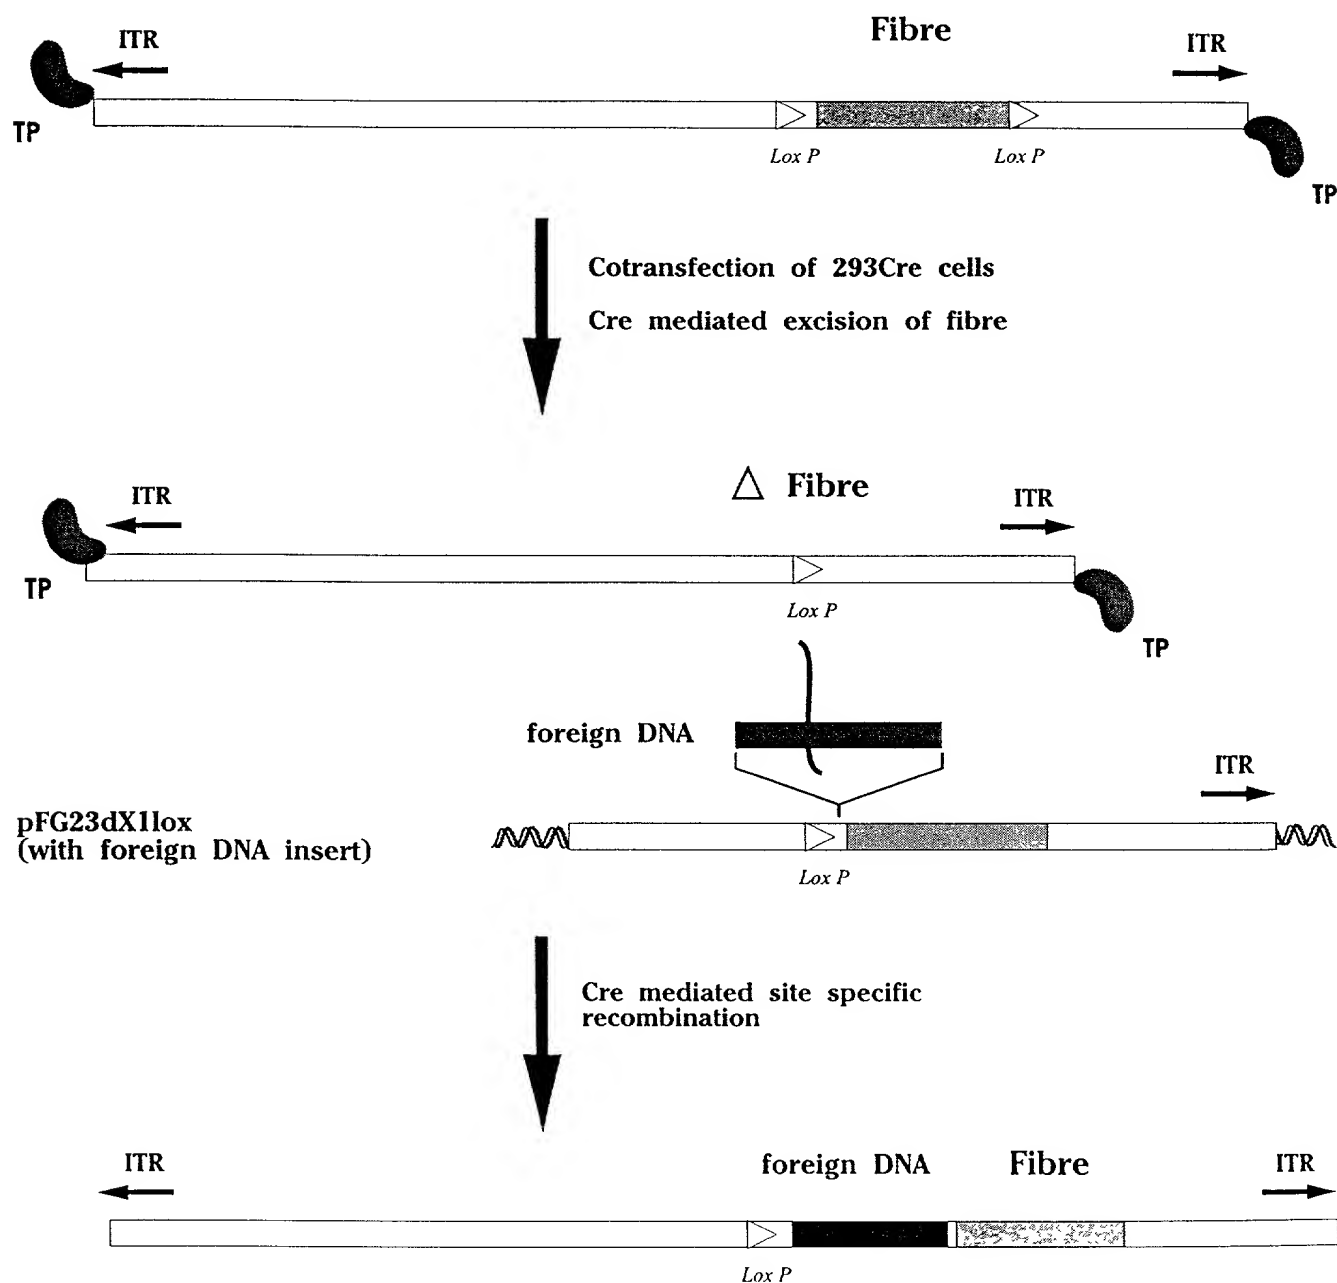 Fibre
ITR
ITR
TP
Lox P
Lox P
TP
Cotransfection of 293Cre cells
Cre mediated excision of fibre
△ Fibre
ITR
ITR
TP
Lox P
TP
foreign DNA
ITR
pFG23dX1lox
(with foreign DNA insert)
Lox P
Cre mediated site specific
recombination
ITR
foreign DNA
Fibre
ITR
Lox P